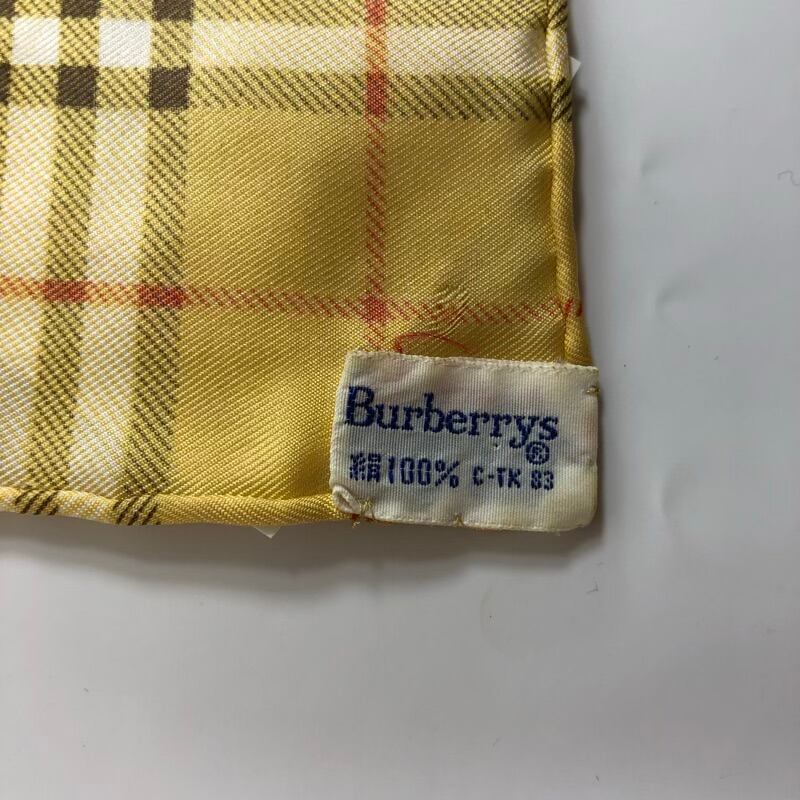 Burberrys
®
絹100% C-TK 83